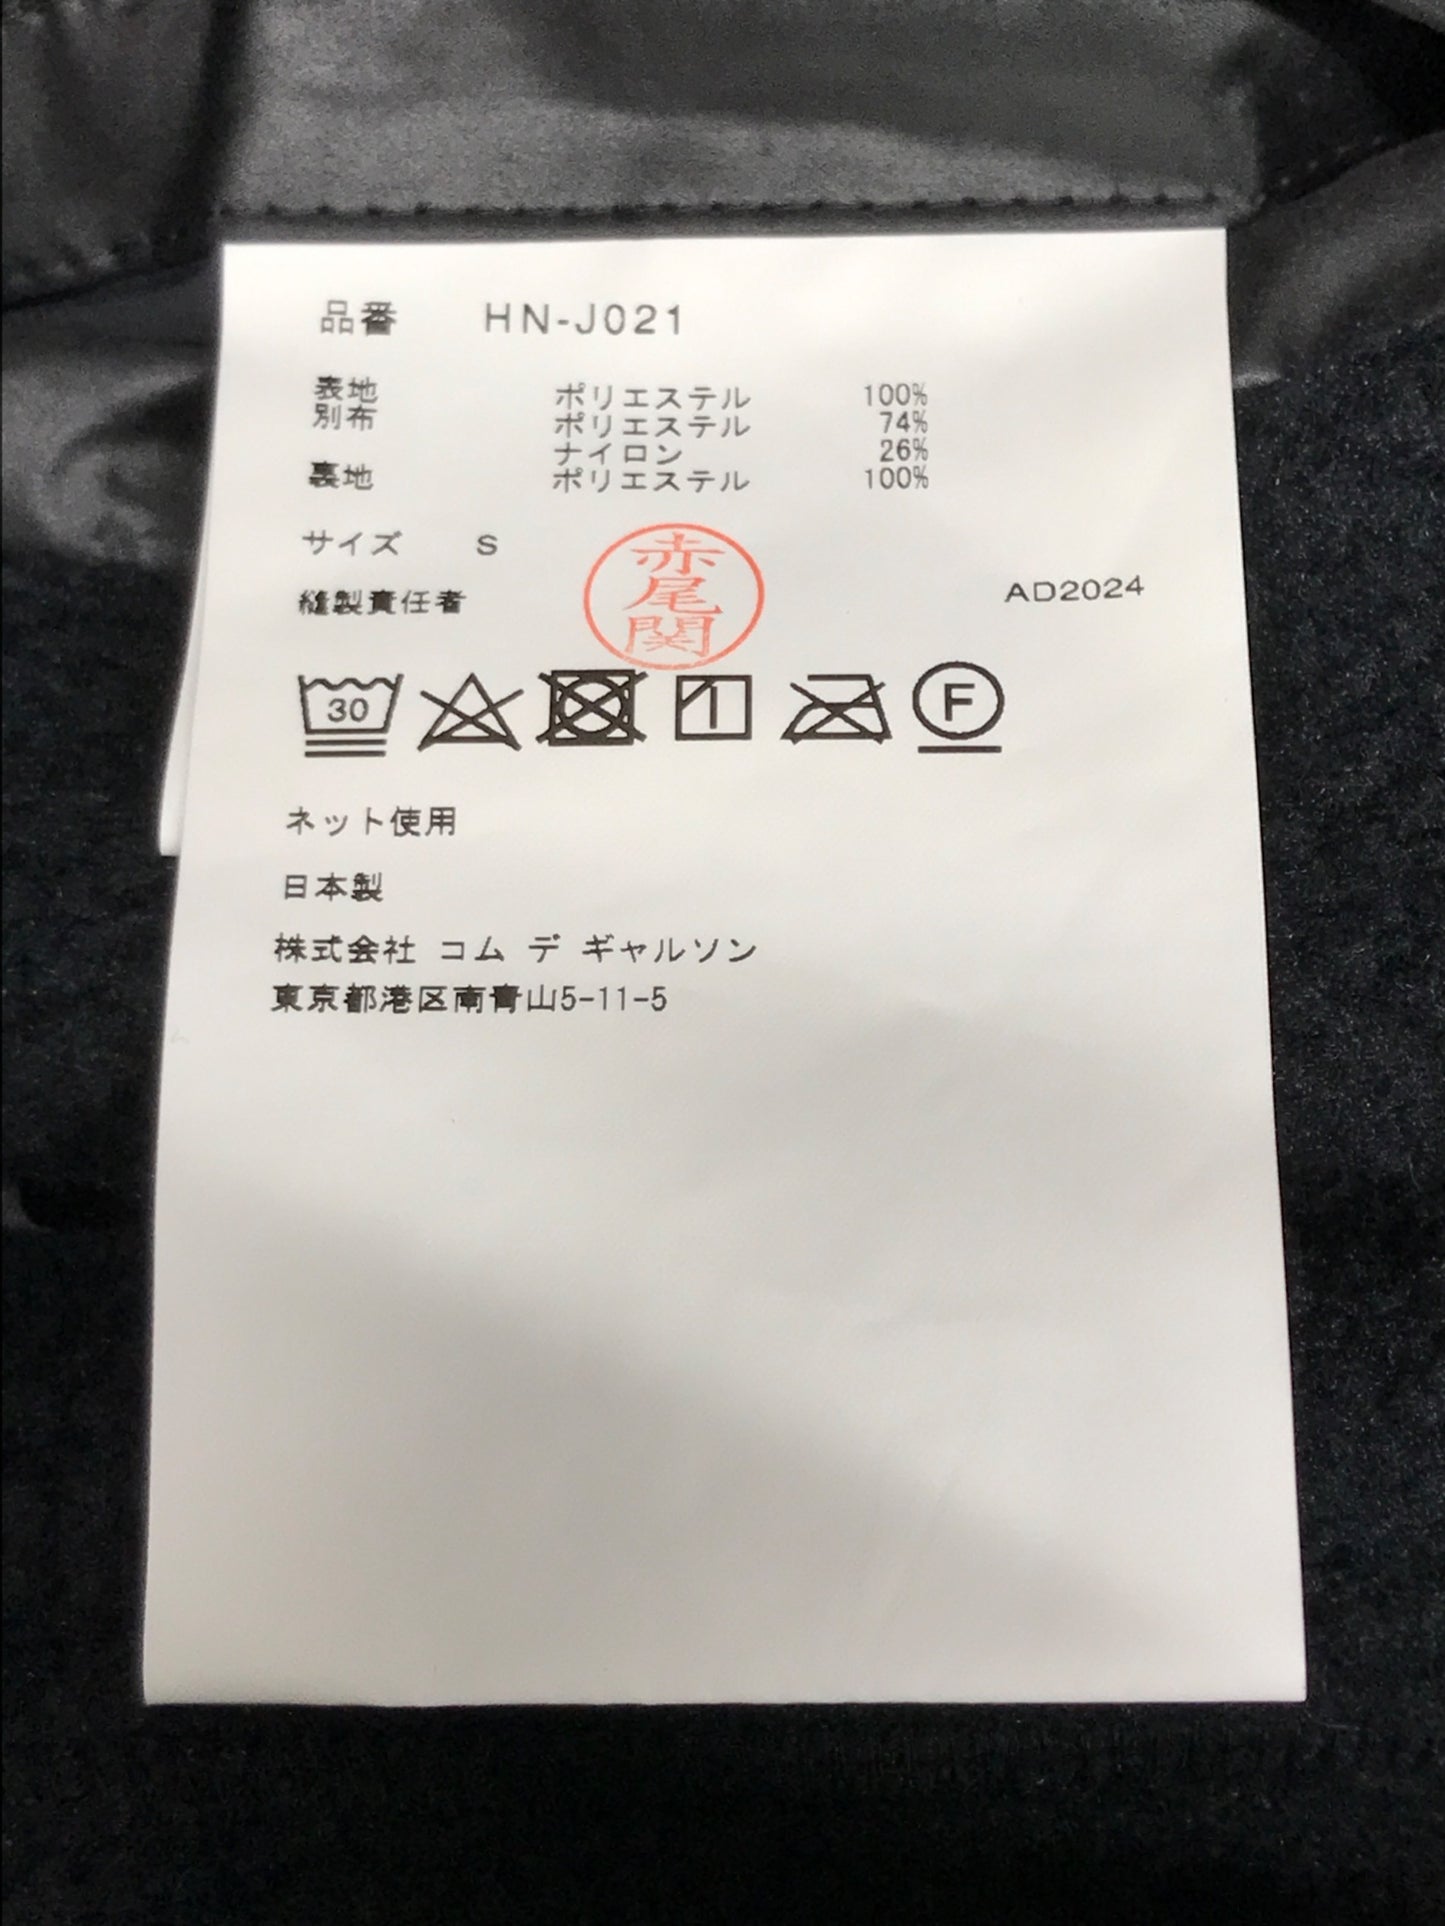 品番 HN-J021
表地 ポリエステル 100%
別布 ポリエステル 74%
ナイロン 26%
裏地 ポリエステル 100%
サイズ S
縫製責任者
赤
尾
関
AD2024
30
F
ネット使用
日本製
株式会社 コム デ ギャルソン
東京都港区南青山5-11-5